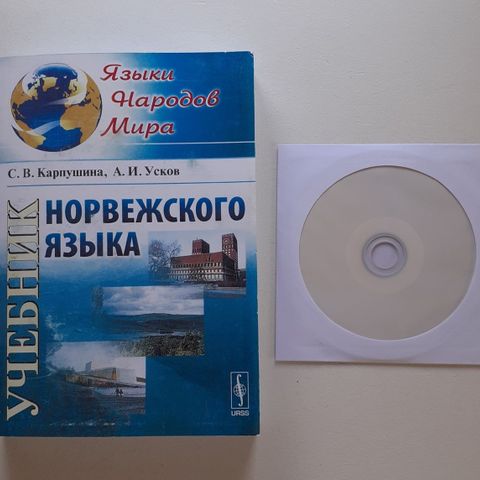 Языки
Народов
Мира
С. В. Карпушина, А. И. Усков
УЧЕБНИК
НОРВЕЖСКОГО
ЯЗЫКА
URSS